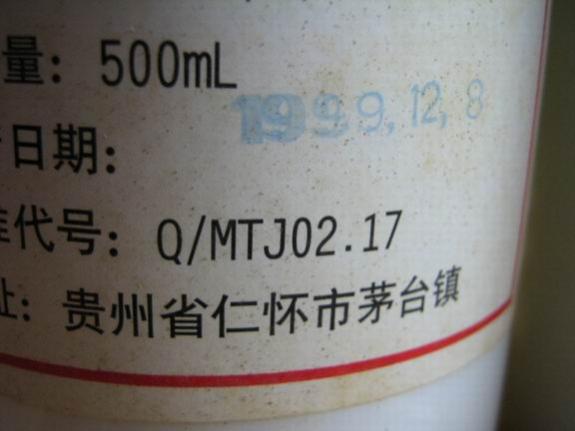 量：500mL
1999,12,8
日期：
准代号：Q/MTJ02.17
址：贵州省仁怀市茅台镇